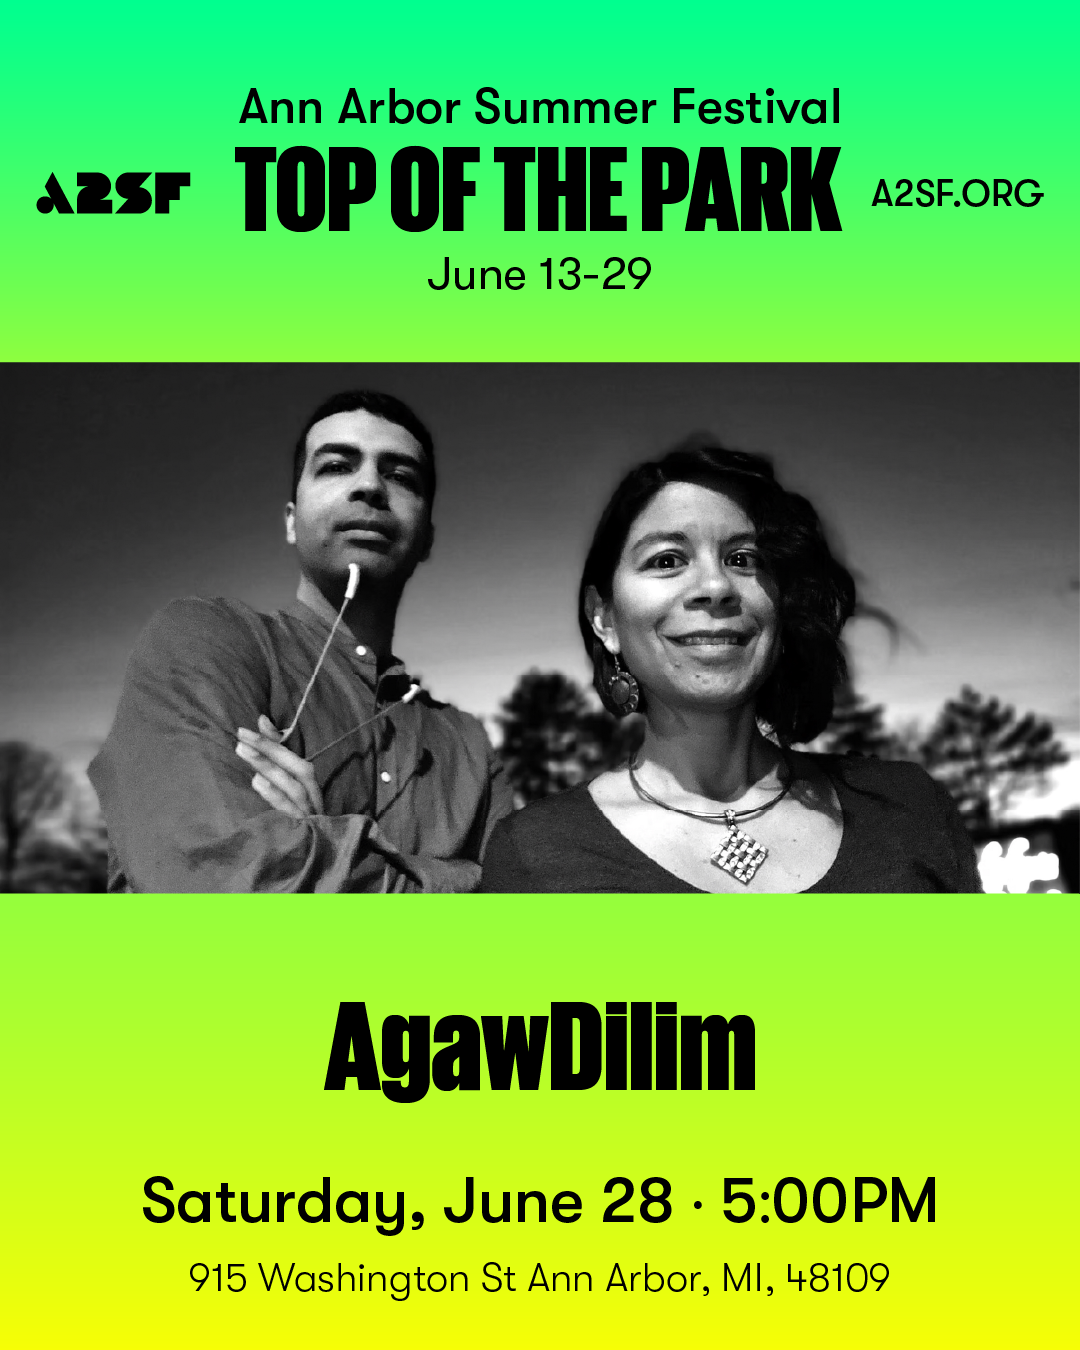 Ann Arbor Summer Festival
A2SF
TOP OF THE PARK
A2SF.ORG
June 13-29
AgawDilim
Saturday, June 28 · 5:00PM
915 Washington St Ann Arbor, MI, 48109